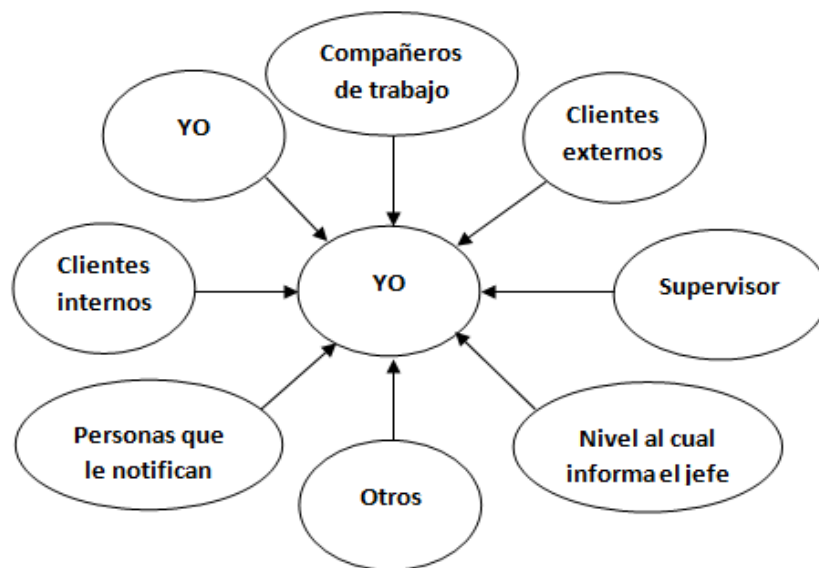 Compañeros
de trabajo
YO
Clientes
externos
Clientes
internos
YO
Supervisor
Personas que
le notifican
Otros
Nivel al cual
informa el jefe